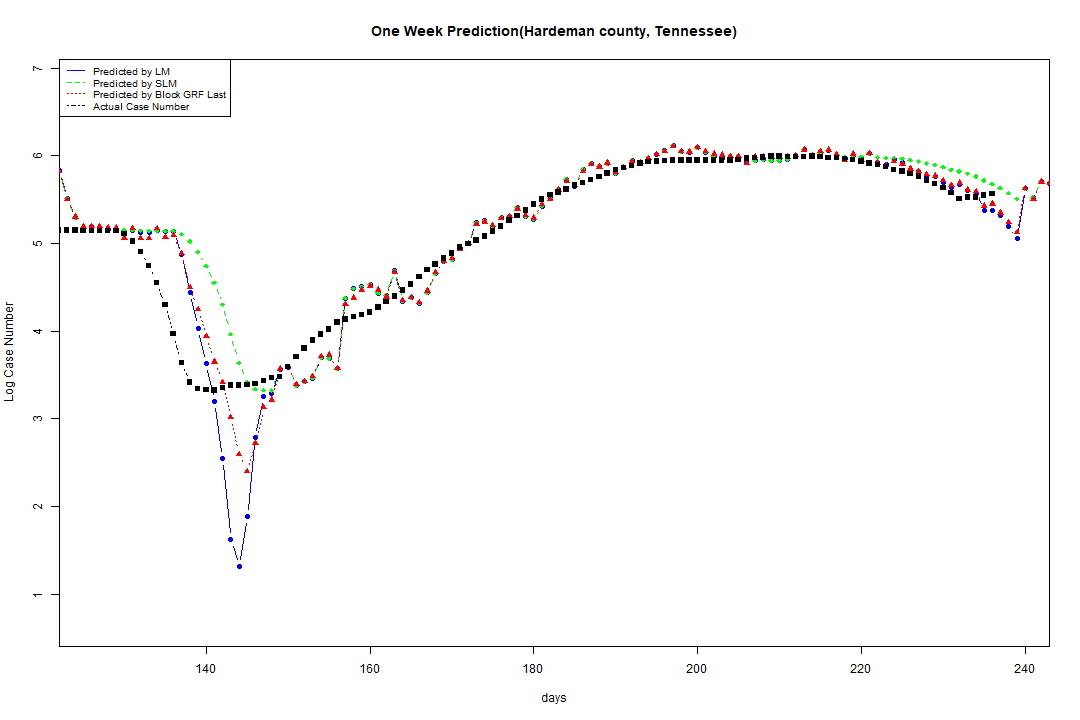 One Week Prediction(Hardeman county, Tennessee)
Predicted by LM
Predicted by SLM
Predicted by Block GRF Last
Actual Case Number
7
6
5
4
3
2
1
Log Case Number
140 160 180 200 220 240
days